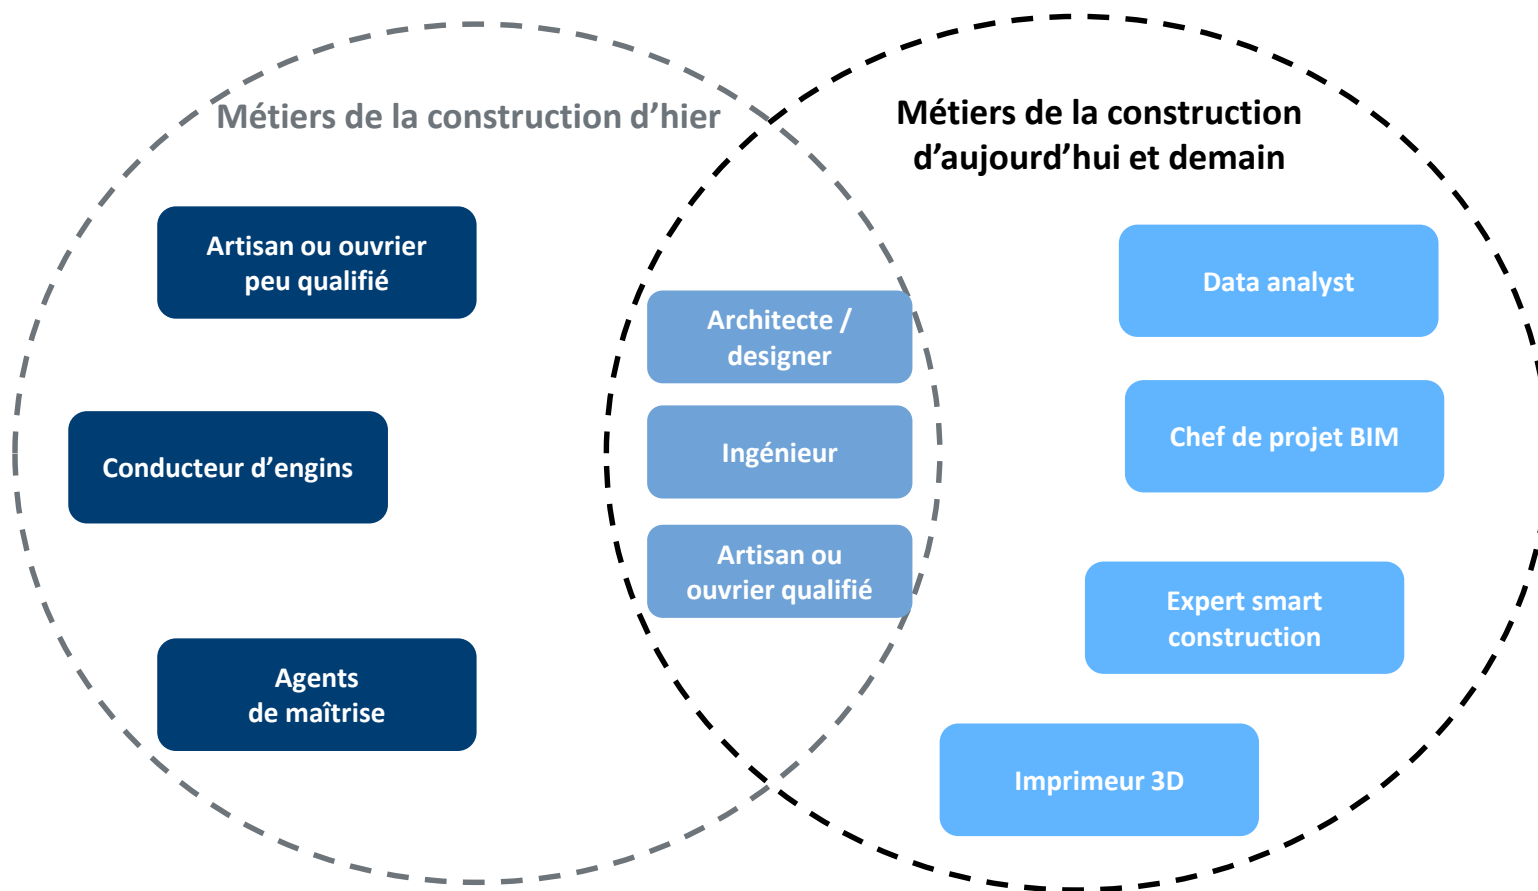 Métiers de la construction d’hier
Artisan ou ouvrier
peu qualifié
Conducteur d’engins
Agents
de maîtrise
Architecte /
designer
Ingénieur
Artisan ou
ouvrier qualifié
Métiers de la construction
d’aujourd’hui et demain
Data analyst
Chef de projet BIM
Expert smart
construction
Imprimeur 3D